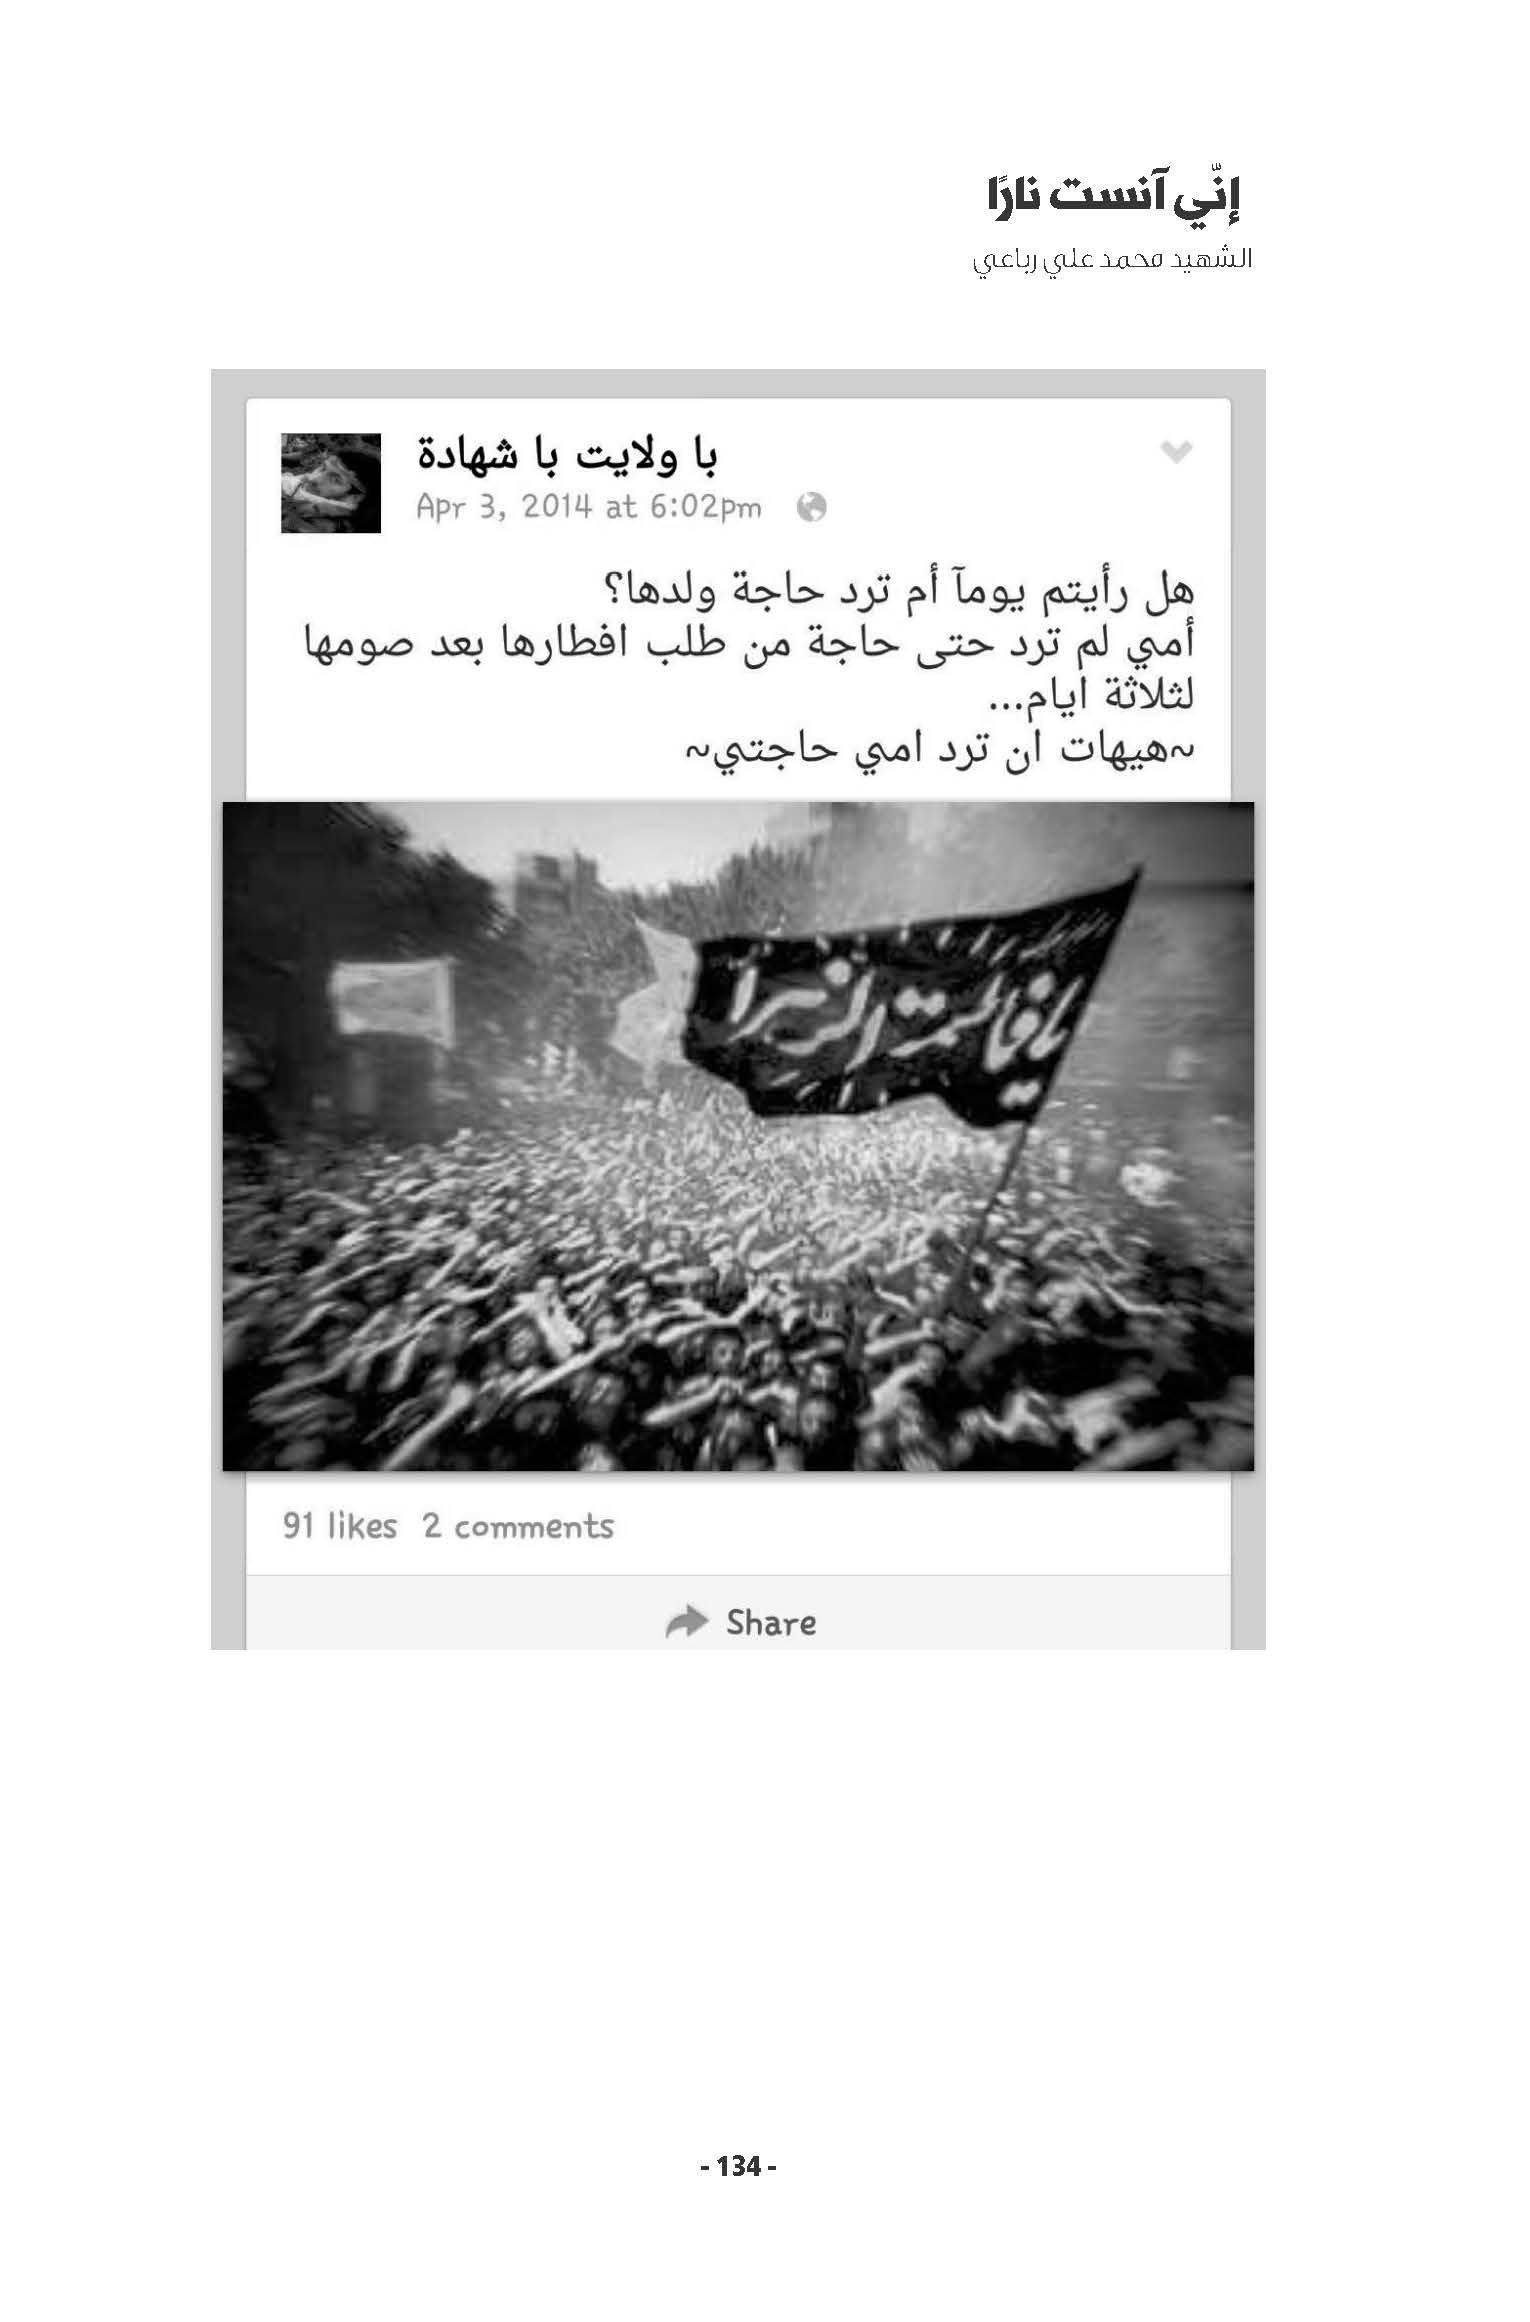 إنّي آنست نارًا
الشهيد محمد علي رباعي
با ولايت با شهادة
Apr 3, 2014 at 6:02pm
هل رأيتم يومآ أم ترد حاجة ولدها؟
أمي لم ترد حتى حاجة من طلب افطارها بعد صومها
لثلاثة ايام...
~هيهات ان ترد امي حاجتي~
يا فاطمة الزهرا
91 likes 2 comments
Share
- 134 -